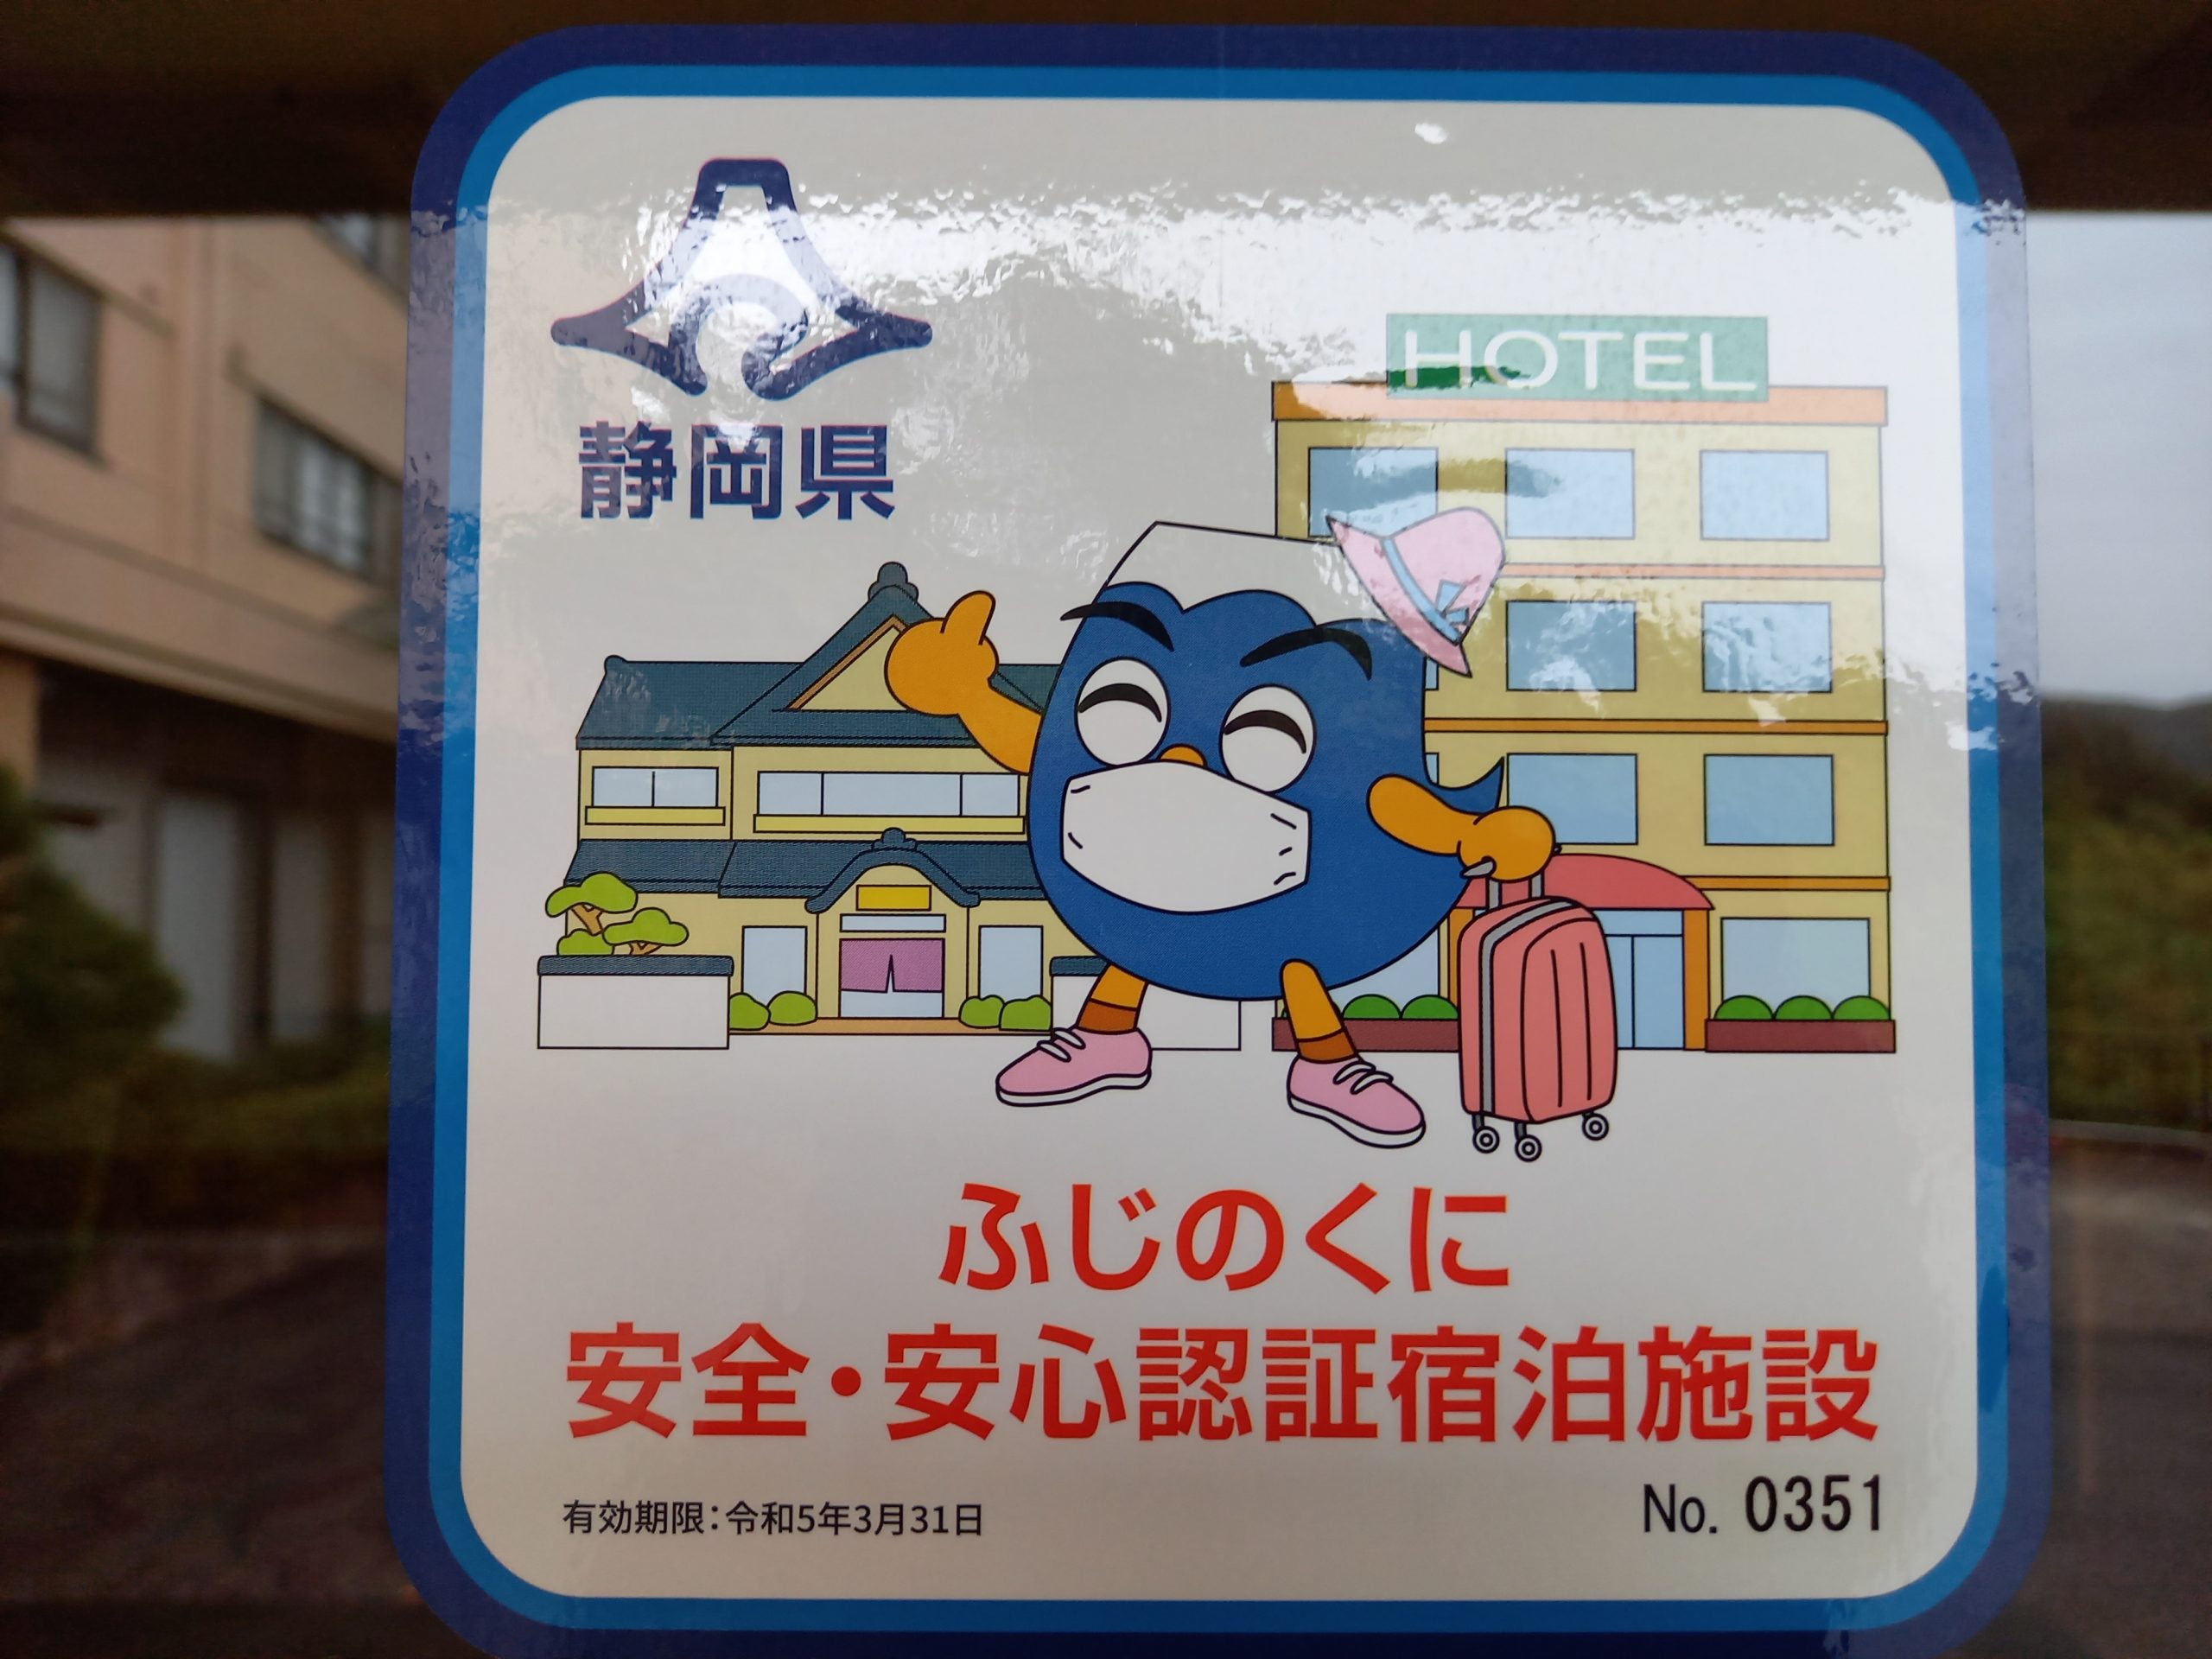 静岡県
HOTEL
ふじのくに
安全・安心認証宿泊施設
有効期限：令和5年3月31日
No. 0351